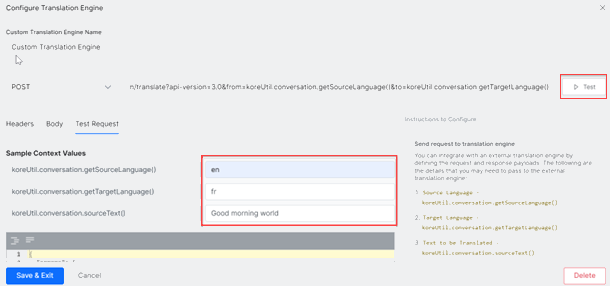 Configure Translation Engine
Custom Translation Engine Name
Custom Translation Engine
POST
n/translate?api-version=3.0&from=koreUtil.conversation.getSourceLanguage()&to=koreUtil.conversation.getTargetLanguage()
Test
Headers Body Test Request
Instructions to Configure
Sample Context Values
koreUtil.conversation.getSourceLanguage() en
koreUtil.conversation.getTargetLanguage() fr
koreUtil.conversation.sourceText() Good morning world
Send request to translation engine
You can integrate with an external translation engine by
defining the request and response payloads. The following are
the details that you may need to pass to the external
translation engine:
1. Source Language -
koreUtil.conversation.getSourceLanguage()
2. Target Language -
koreUtil.conversation.getTargetLanguage()
3. Text to be Translated -
koreUtil.conversation.sourceText()
1 {
2
Save & Exit Cancel Delete